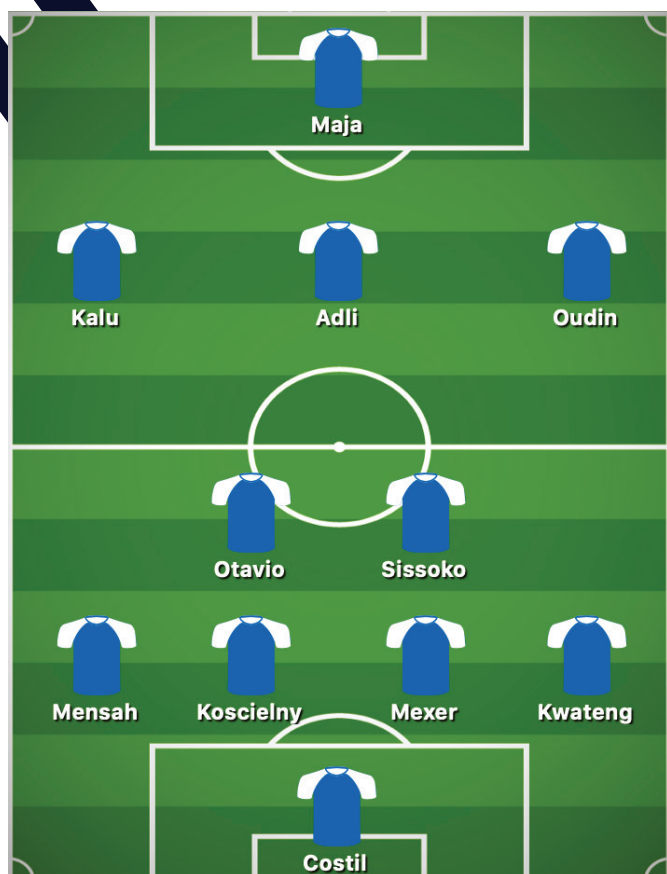 Maja
Kalu Adli Oudin
Otavio Sissoko
Mensah Koscielny Mexer Kwateng
Costil